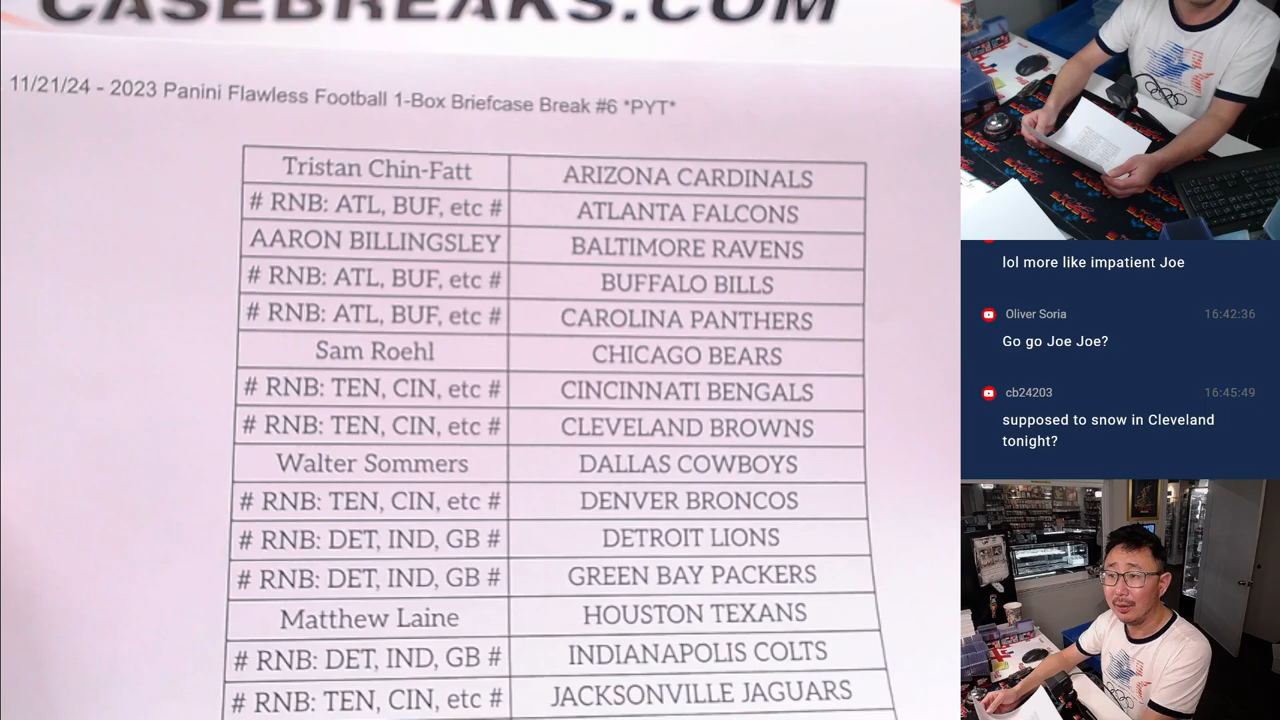 CASEBREAKS.COM
11/21/24 - 2023 Panini Flawless Football 1-Box Briefcase Break #6 *PYT*
Tristan Chin-Fatt ARIZONA CARDINALS
# RNB: ATL, BUF, etc # ATLANTA FALCONS
AARON BILLINGSLEY BALTIMORE RAVENS
# RNB: ATL, BUF, etc # BUFFALO BILLS
# RNB: ATL, BUF, etc # CAROLINA PANTHERS
Sam Roehl CHICAGO BEARS
# RNB: TEN, CIN, etc # CINCINNATI BENGALS
# RNB: TEN, CIN, etc # CLEVELAND BROWNS
Walter Sommers DALLAS COWBOYS
# RNB: TEN, CIN, etc # DENVER BRONCOS
# RNB: DET, IND, GB # DETROIT LIONS
# RNB: DET, IND, GB # GREEN BAY PACKERS
Matthew Laine HOUSTON TEXANS
# RNB: DET, IND, GB # INDIANAPOLIS COLTS
# RNB: TEN, CIN, etc # JACKSONVILLE JAGUARS
lol more like impatient Joe
Oliver Soria 16:42:36
Go go Joe Joe?
cb24203 16:45:49
supposed to snow in Cleveland
tonight?